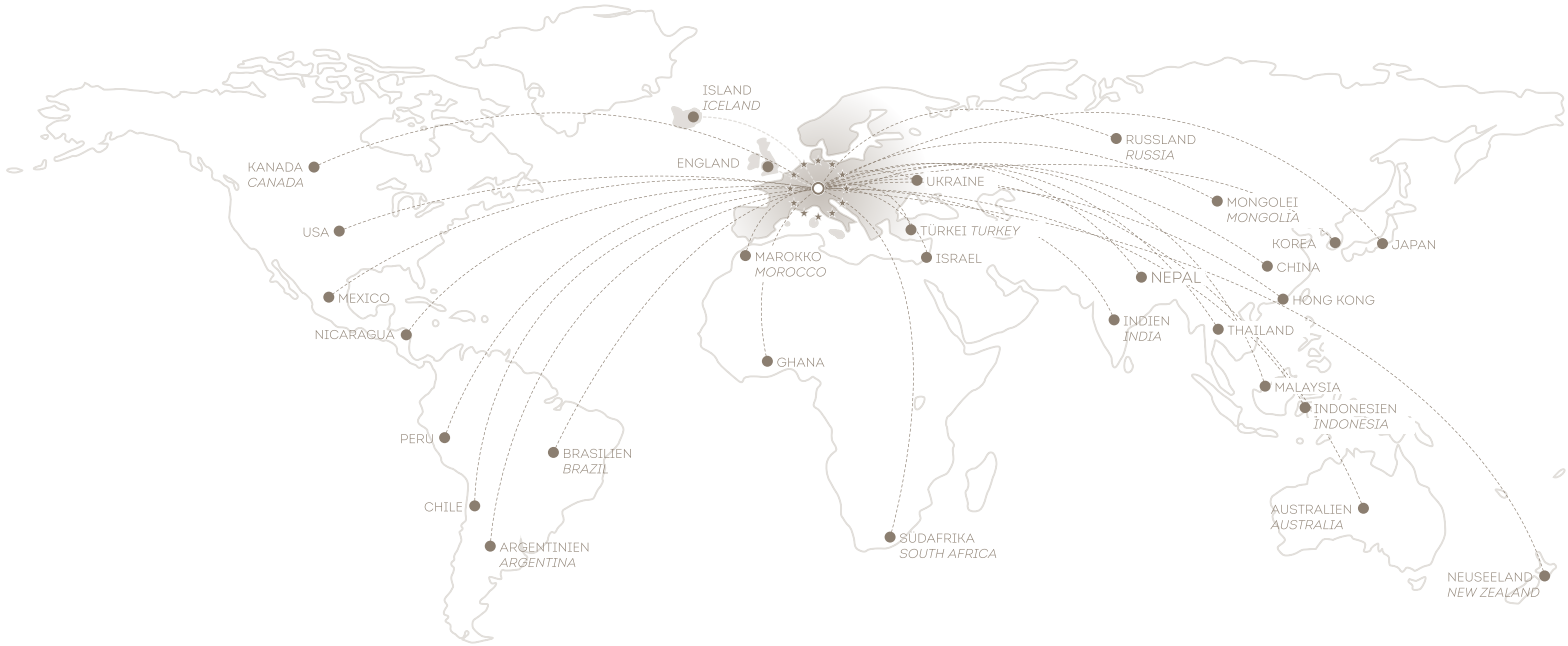 ISLAND
ICELAND
ENGLAND
KANADA
CANADA
USA
MEXICO
NICARAGUA
PERU
BRASILIEN
BRAZIL
CHILE
ARGENTINIEN
ARGENTINA
UKRAINE
TÜRKEI TURKEY
ISRAEL
MAROKKO
MOROCCO
GHANA
SÜDAFRIKA
SOUTH AFRICA
RUSSLAND
RUSSIA
MONGOLEI
MONGOLIA
KOREA
JAPAN
CHINA
NEPAL
HONG KONG
INDIEN
INDIA
THAILAND
MALAYSIA
INDONESIEN
INDONESIA
AUSTRALIEN
AUSTRALIA
NEUSEELAND
NEW ZEALAND